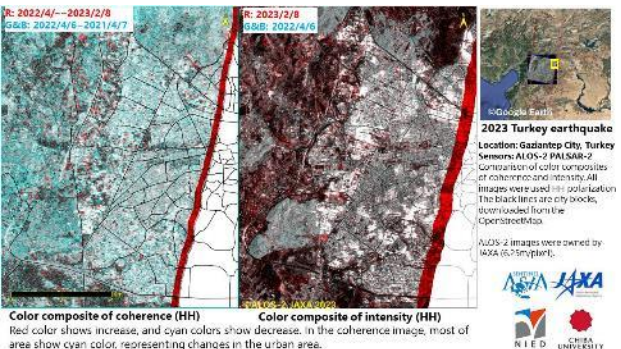 R: 2022/4/--2023/2/8
G&B: 2022/4/6-2021/4/7
R: 2023/2/8
G&B: 2022/4/6
©Google Earth
2023 Turkey earthquake
Location: Gaziantep City, Turkey
Sensors: ALOS-2 PALSAR-2
Comparison of color composites
of coherence and intensity. All
images were used HH polarization
The black lines are city blocks,
downloaded from the
OpenStreetMap.
ALOS-2 images were owned by
JAXA (6.25m/pixel).
PALOS-2 JAXA 2023
Color composite of coherence (HH)
Color composite of intensity (HH)
Red color shows increase, and cyan colors show decrease. In the coherence image, most of
area show cyan color, representing changes in the urban area.
SENTINEL
ASIA
JAXA
NIED
CHIBA
UNIVERSITY